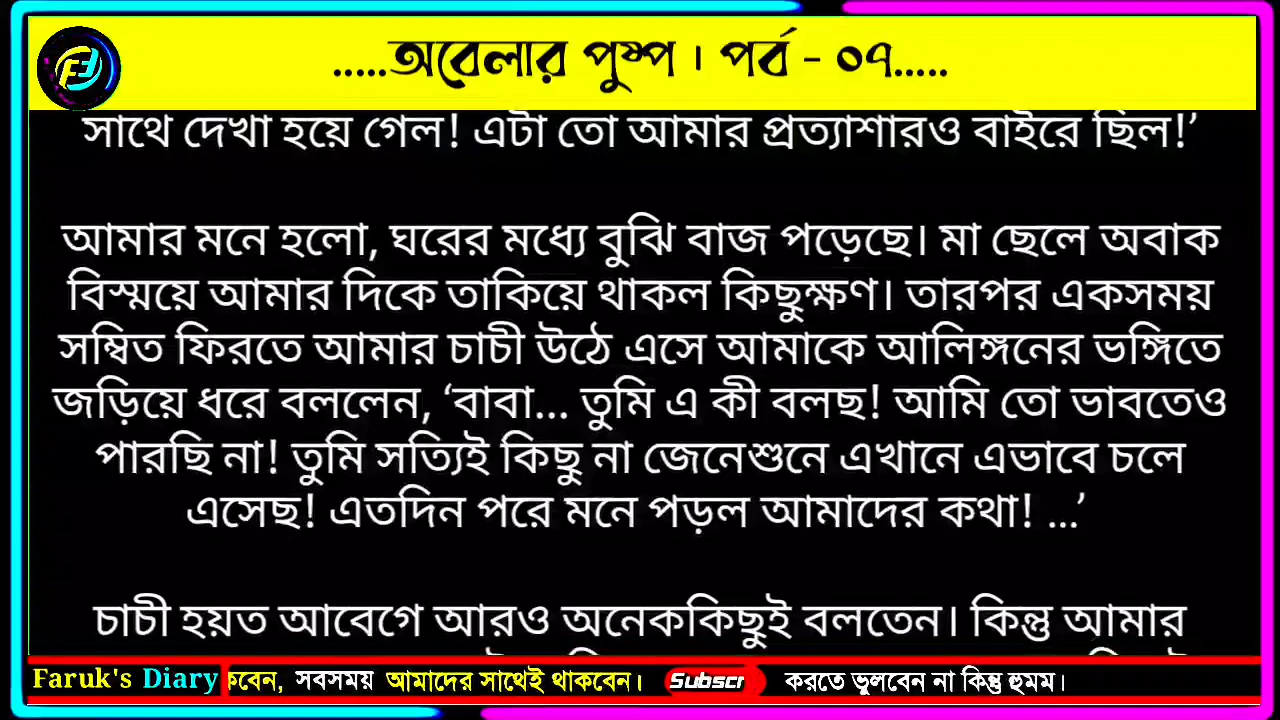 .....অবেলার পুষ্প । পর্ব - ০৭.....
সাথে দেখা হয়ে গেল! এটা তো আমার প্রত্যাশারও বাইরে ছিল!’
আমার মনে হলো, ঘরের মধ্যে বুঝি বাজ পড়েছে। মা ছেলে অবাক
বিস্ময়ে আমার দিকে তাকিয়ে থাকল কিছুক্ষণ। তারপর একসময়
সম্বিত ফিরতে আমার চাচী উঠে এসে আমাকে আলিঙ্গনের ভঙ্গিতে
জড়িয়ে ধরে বললেন, ‘বাবা... তুমি এ কী বলছ! আমি তো ভাবতেও
পারছি না! তুমি সত্যিই কিছু না জেনেশুনে এখানে এভাবে চলে
এসেছ! এতদিন পরে মনে পড়ল আমাদের কথা! ...’
চাচী হয়ত আবেগে আরও অনেককিছুই বলতেন। কিন্তু আমার
Faruk's Diary কবেন, সবসময় আমাদের সাথেই থাকবেন। Subscr করতে ভুলবেন না কিন্তু হুমম।